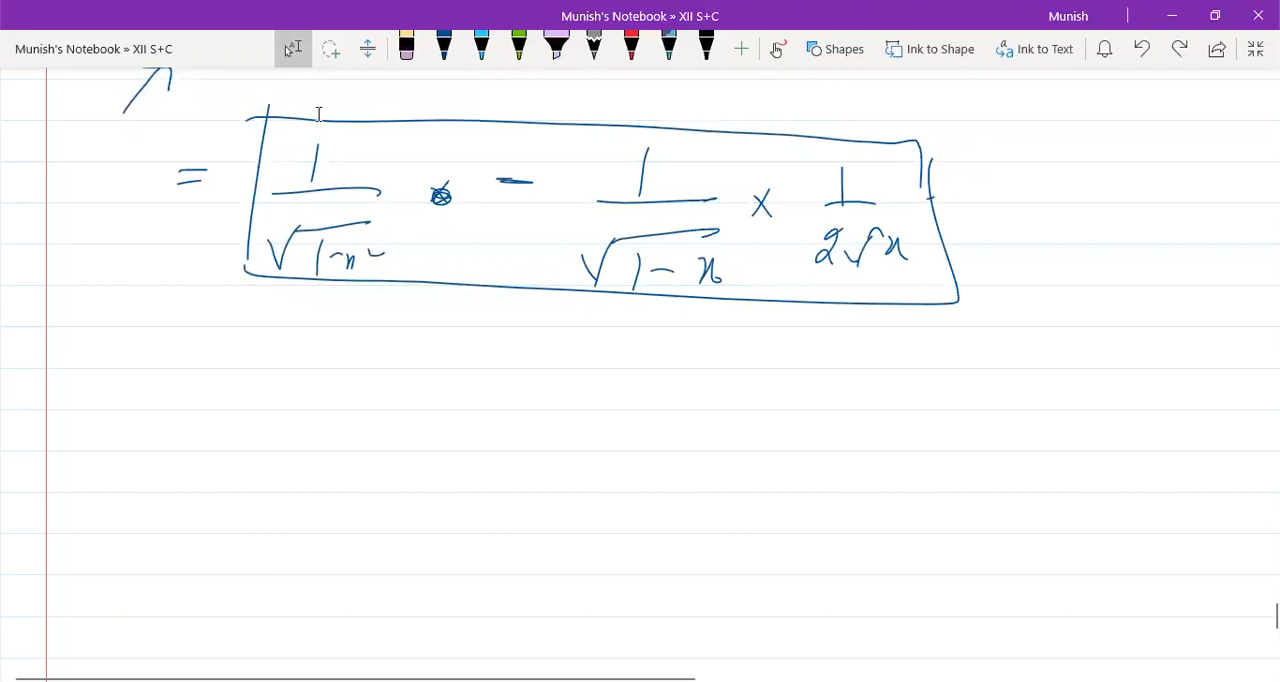 Munish's Notebook » XII S+C Munish
Munish's Notebook » XII S+C Shapes Ink to Shape Ink to Text
= 1/√(1-x²) - 1/√(1-x) × 1/(2√x)